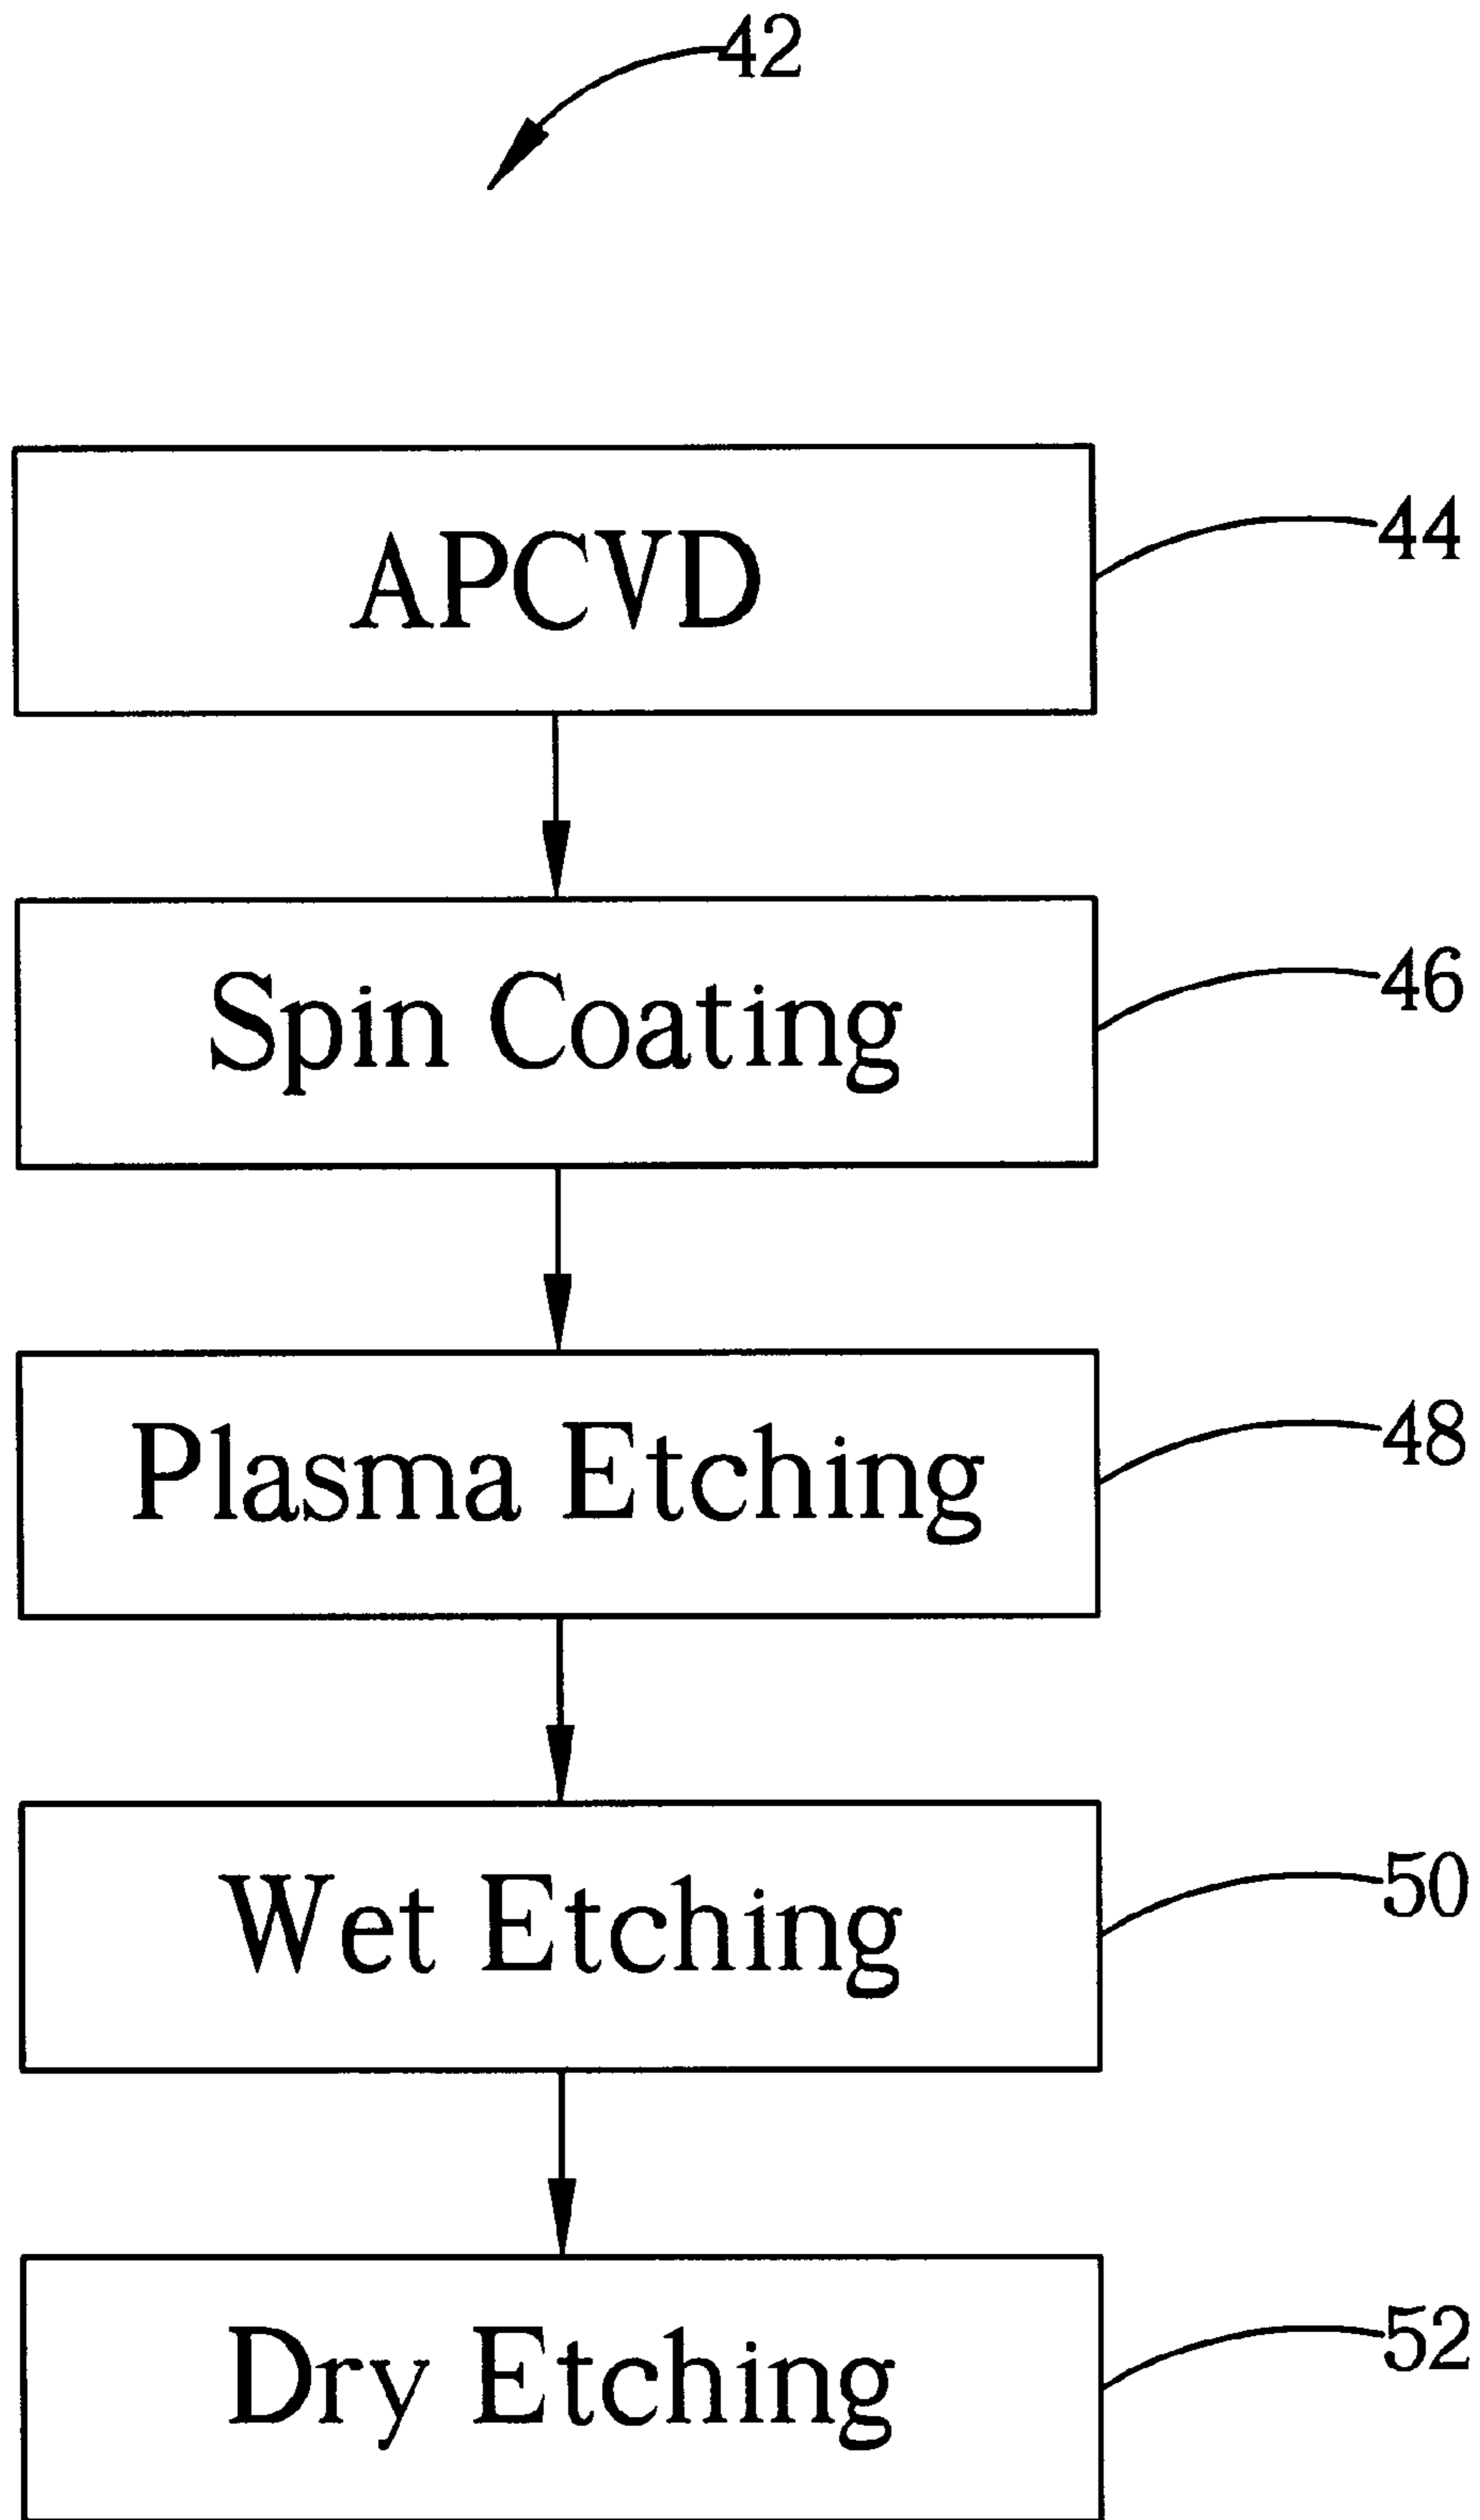 42
APCVD
44
Spin Coating
46
Plasma Etching
48
Wet Etching
50
Dry Etching
52